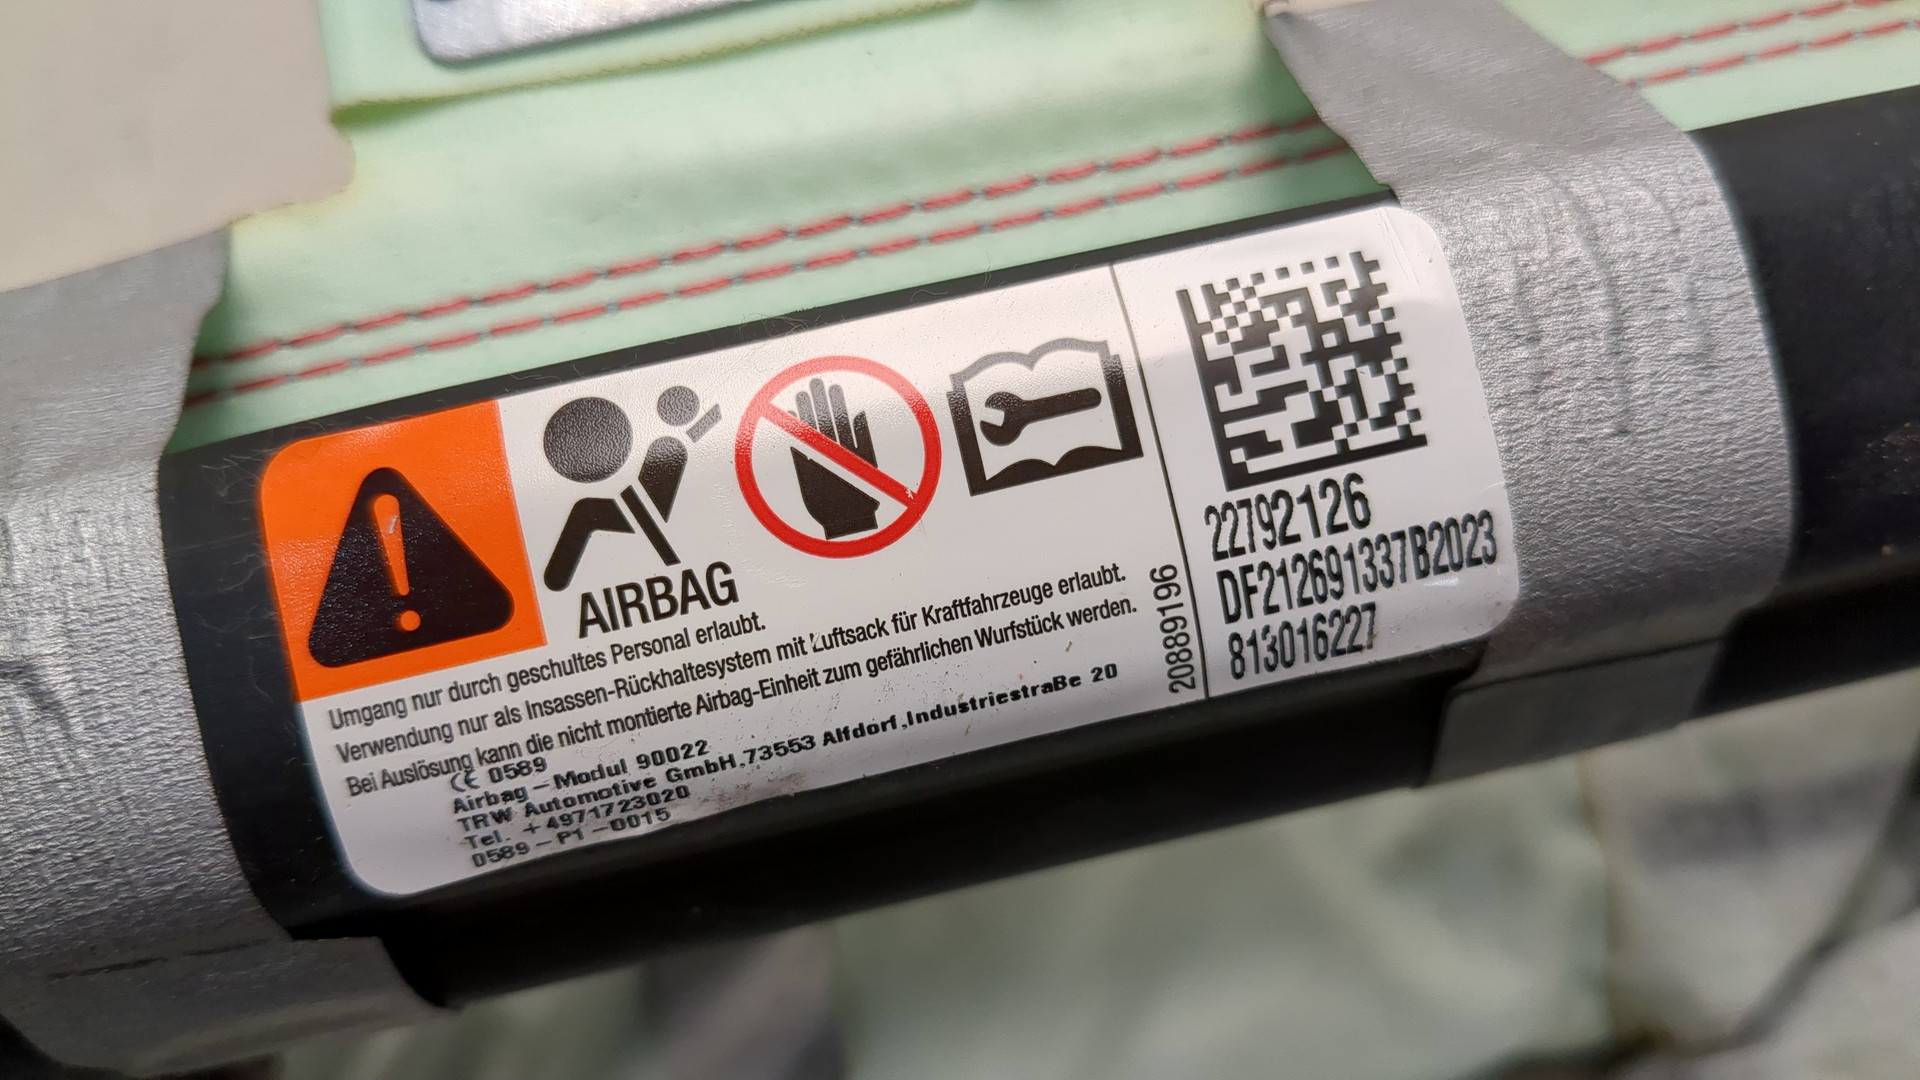 AIRBAG
Umgang nur durch geschultes Personal erlaubt.
Verwendung nur als Insassen-Rückhaltesystem mit Luftsack für Kraftfahrzeuge erlaubt.
Bei Auslösung kann die nicht montierte Airbag-Einheit zum gefährlichen Wurfstück werden.
CE 0589
Airbag-Modul 90022
TRW Automotive GmbH,73553 Alfdorf,Industriestraße 20
Tel. +4971723020
0589-P1-0015
20889196
22792126
DF212691337B2023
813016227